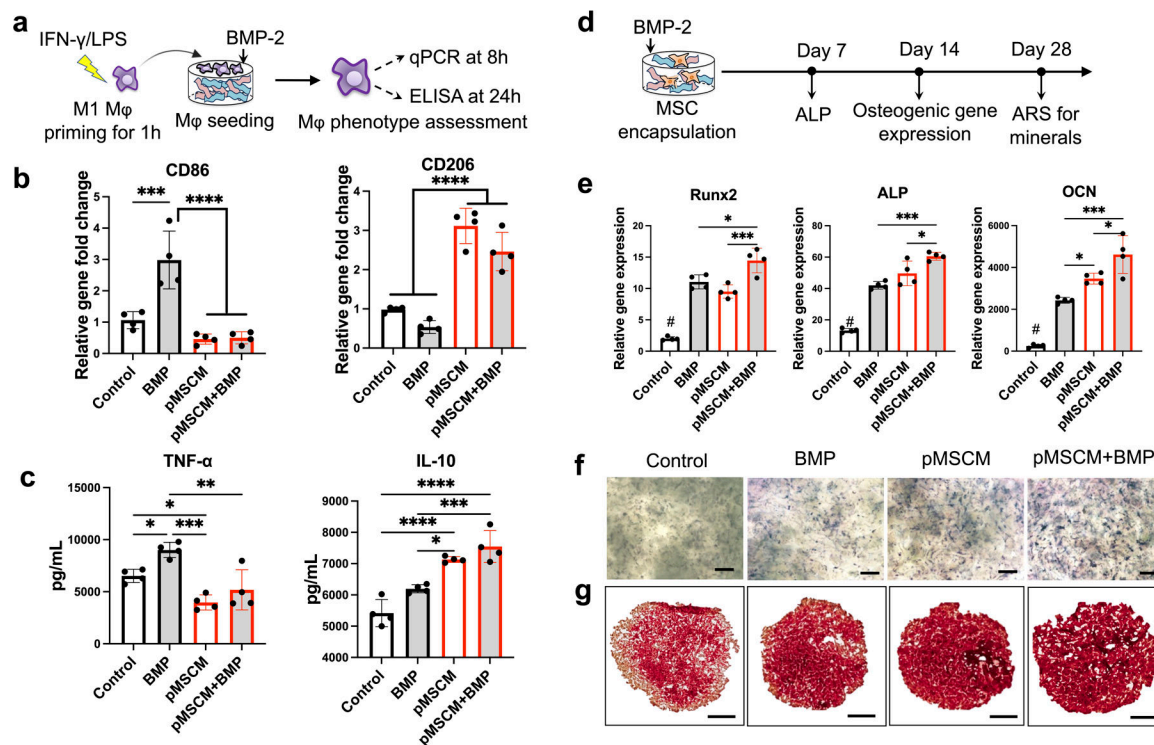 a
IFN-γ/LPS
BMP-2
M1 Mφ
priming for 1h
Mφ seeding
qPCR at 8h
ELISA at 24h
Mφ phenotype assessment
d
BMP-2
MSC
encapsulation
Day 7
Day 14
Day 28
ALP
Osteogenic gene
expression
ARS for
minerals
b
CD86
Relative gene fold change
5
4
3
2
1
0
***
****
Control
BMP
pMSCM
pMSCM+BMP
CD206
Relative gene fold change
4
3
2
1
0
****
Control
BMP
pMSCM
pMSCM+BMP
c
TNF-α
pg/mL
15000
10000
5000
0
**
*
*
***
Control
BMP
pMSCM
pMSCM+BMP
IL-10
pg/mL
9000
8000
7000
6000
5000
4000
****
***
****
*
Control
BMP
pMSCM
pMSCM+BMP
e
Runx2
Relative gene expression
20
15
10
5
0
*
***
#
Control
BMP
pMSCM
pMSCM+BMP
ALP
Relative gene expression
80
60
40
20
0
***
*
#
Control
BMP
pMSCM
pMSCM+BMP
OCN
Relative gene expression
6000
4000
2000
0
***
*
*
#
Control
BMP
pMSCM
pMSCM+BMP
f
Control
BMP
pMSCM
pMSCM+BMP
g